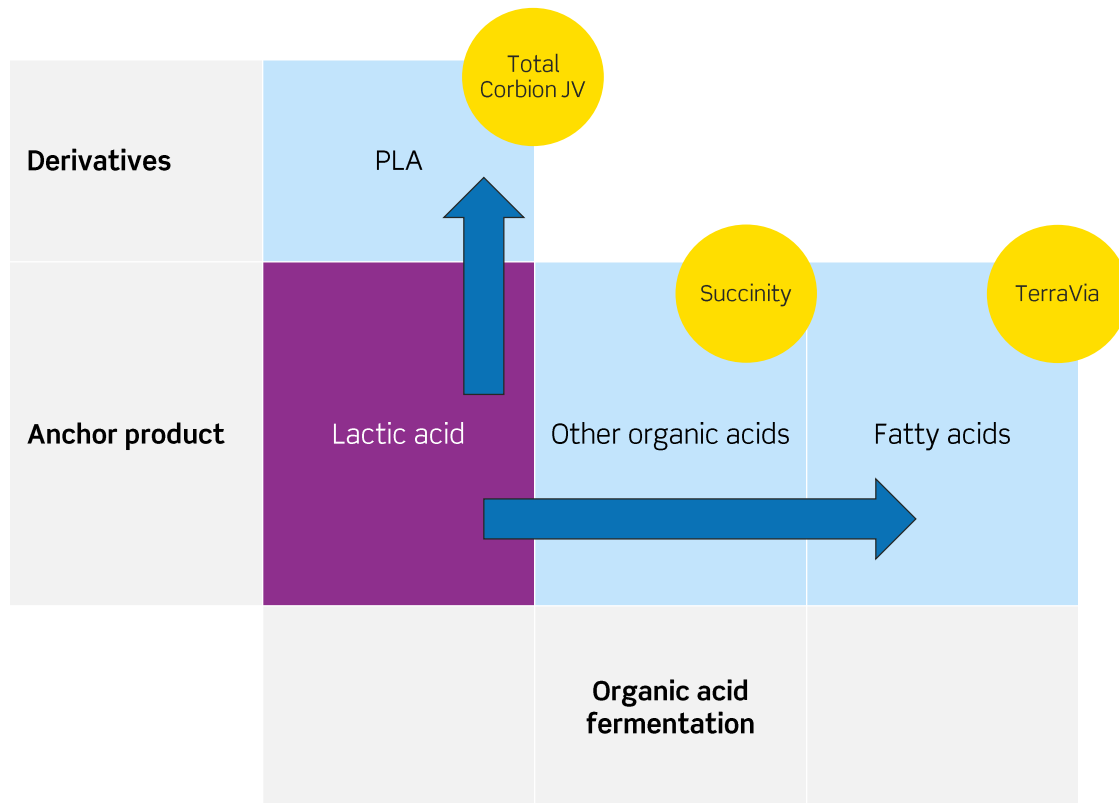 Total
Corbion JV
Derivatives
PLA
Succinity
TerraVia
Anchor product
Lactic acid
Other organic acids
Fatty acids
Organic acid
fermentation